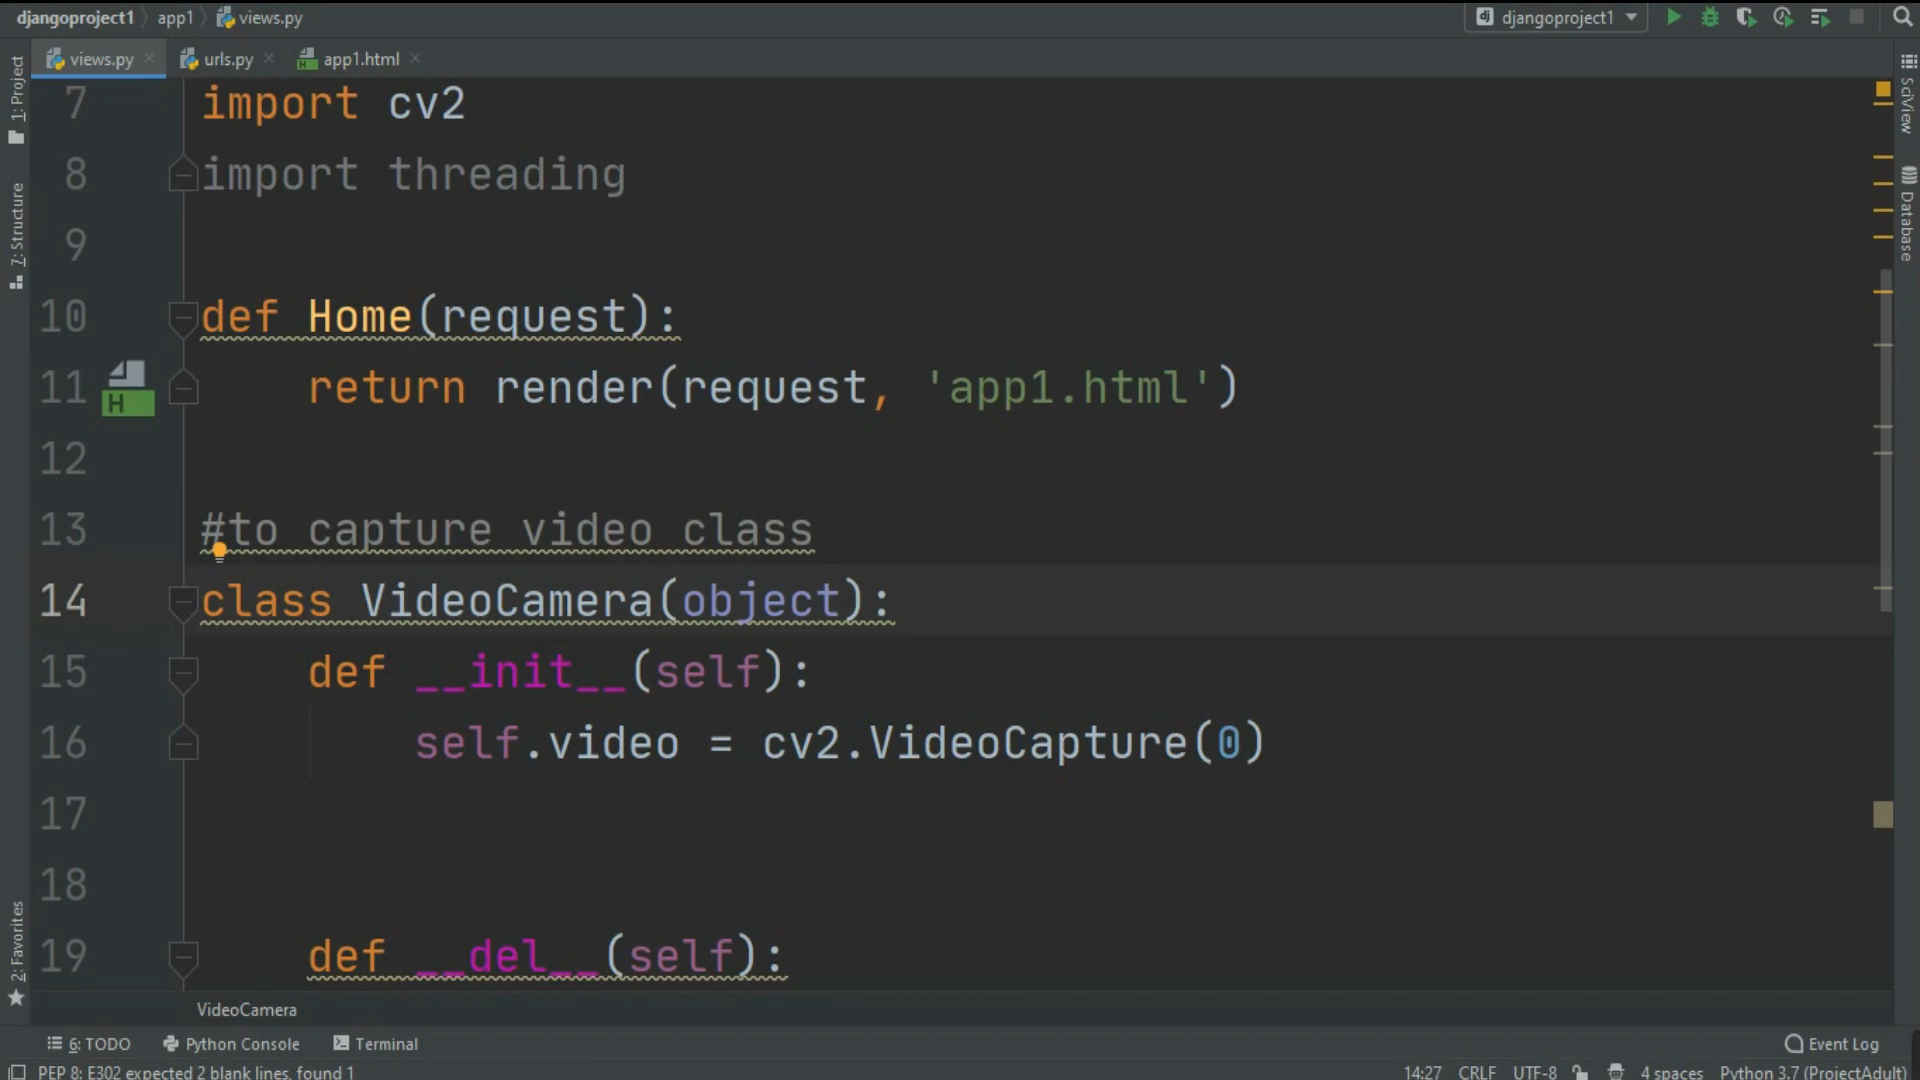 djangoproject1 app1 views.py djangoproject1
views.py urls.py app1.html
1: Project
7: Structure
2: Favorites
SciView
Database
7 import cv2
8 import threading
9
10 def Home(request):
11 return render(request, 'app1.html')
12
13 #to capture video class
14 class VideoCamera(object):
15 def __init__(self):
16 self.video = cv2.VideoCapture(0)
17
18
19 def __del__(self):
VideoCamera
6: TODO Python Console Terminal Event Log
PEP 8: E302 expected 2 blank lines, found 1 14:27 CRLF UTF-8 4 spaces Python 3.7 (ProjectAdult)